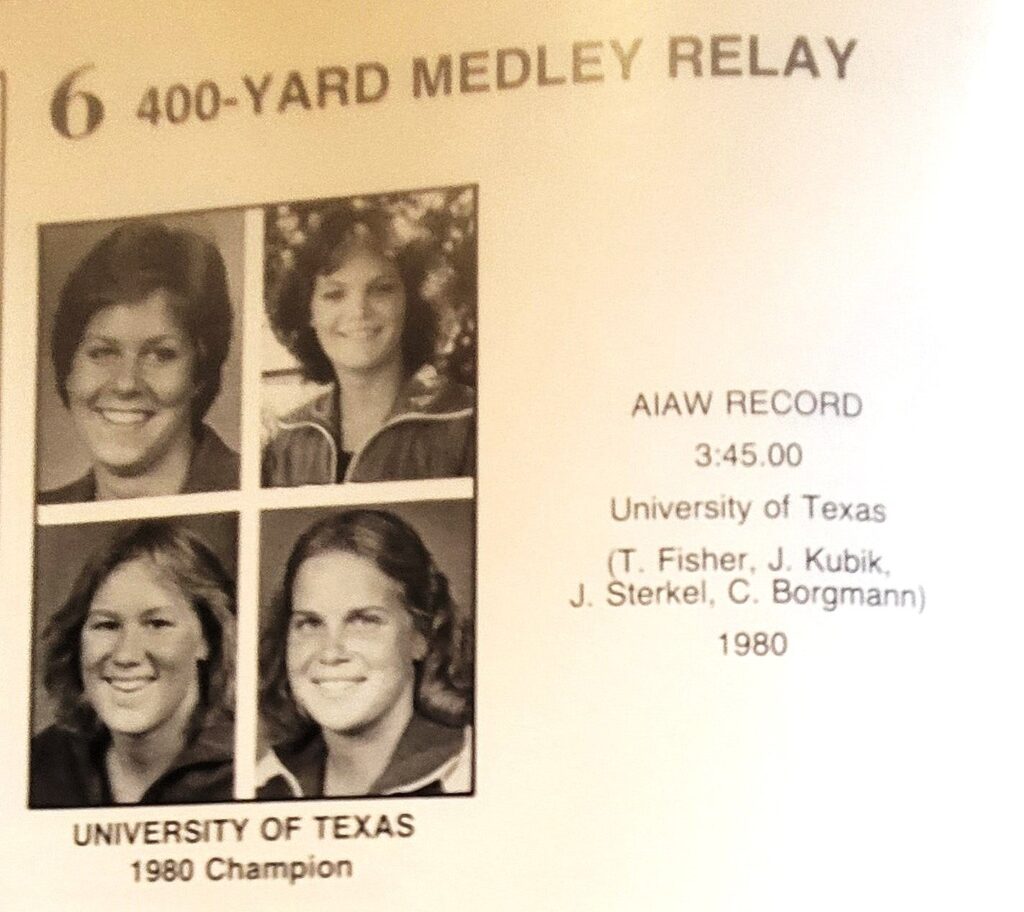 6 400-YARD MEDLEY RELAY
AIAW RECORD
3:45.00
University of Texas
(T. Fisher, J. Kubik,
J. Sterkel, C. Borgmann)
1980
UNIVERSITY OF TEXAS
1980 Champion